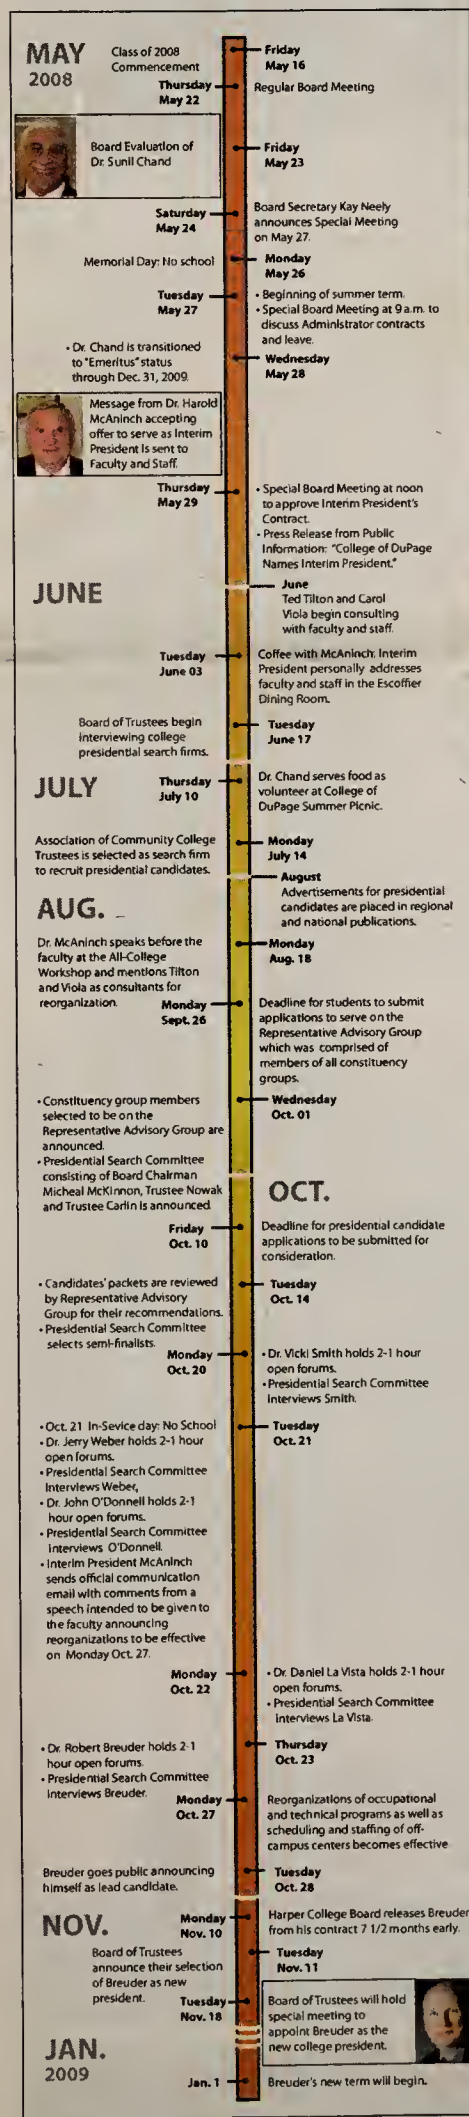 MAY
2008
Class of 2008
Commencement
Friday
May 16
Thursday
May 22
Regular Board Meeting
Board Evaluation of
Dr. Sunil Chand
Friday
May 23
Saturday
May 24
Board Secretary Kay Neely
announces Special Meeting
on May 27.
Memorial Day: No school
Monday
May 26
Tuesday
May 27
• Beginning of summer term.
• Special Board Meeting at 9 a.m. to
discuss Administrator contracts
and leave.
• Dr. Chand is transitioned
to "Emeritus" status
through Dec. 31, 2009.
Wednesday
May 28
Message from Dr. Harold
McAninch accepting
offer to serve as Interim
President is sent to
Faculty and Staff.
Thursday
May 29
• Special Board Meeting at noon
to approve Interim President's
Contract.
• Press Release from Public
Information: "College of DuPage
Names Interim President."
JUNE
June
Ted Tilton and Carol
Viola begin consulting
with faculty and staff.
Tuesday
June 03
Coffee with McAninch: Interim
President personally addresses
faculty and staff in the Escoffier
Dining Room.
Board of Trustees begin
interviewing college
presidential search firms.
Tuesday
June 17
JULY
Thursday
July 10
Dr. Chand serves food as
volunteer at College of
DuPage Summer Picnic.
Association of Community College
Trustees is selected as search firm
to recruit presidential candidates.
Monday
July 14
AUG.
August
Advertisements for presidential
candidates are placed in regional
and national publications.
Dr. McAninch speaks before the
faculty at the All-College
Workshop and mentions Tilton
and Viola as consultants for
reorganization.
Monday
Aug. 18
Monday
Sept. 26
Deadline for students to submit
applications to serve on the
Representative Advisory Group
which was comprised of
members of all constituency
groups.
• Constituency group members
selected to be on the
Representative Advisory Group are
announced.
• Presidential Search Committee
consisting of Board Chairman
Micheal McKinnon, Trustee Nowak
and Trustee Carlin is announced
Wednesday
Oct. 01
OCT.
Friday
Oct. 10
Deadline for presidential candidate
applications to be submitted for
consideration.
• Candidates' packets are reviewed
by Representative Advisory
Group for their recommendations.
• Presidential Search Committee
selects semi-finalists.
Tuesday
Oct. 14
Monday
Oct. 20
• Dr. Vicki Smith holds 2-1 hour
open forums.
• Presidential Search Committee
Interviews Smith.
• Oct. 21 In-Sevice day: No School
• Dr. Jerry Weber holds 2-1 hour
open forums.
• Presidential Search Committee
Interviews Weber,
• Dr. John O'Donnell holds 2-1
hour open forums.
• Presidential Search Committee
interviews O'Donnell.
• Interim President McAninch
sends official communication
email with comments from a
speech intended to be given to
the faculty announcing
reorganizations to be effective
on Monday Oct. 27.
Tuesday
Oct. 21
Monday
Oct. 22
• Dr. Daniel La Vista holds 2-1 hour
open forums.
• Presidential Search Committee
Interviews La Vista.
• Dr. Robert Breuder holds 2-1
hour open forums.
• Presidential Search Committee
Interviews Breuder.
Thursday
Oct. 23
Monday
Oct. 27
Reorganizations of occupational
and technical programs as well as
scheduling and staffing of off-
campus centers becomes effective
Breuder goes public announcing
himself as lead candidate.
Tuesday
Oct. 28
NOV.
Monday
Nov. 10
Harper College Board releases Breuder
from his contract 7 1/2 months early.
Board of Trustees
announce their selection
of Breuder as new
president.
Tuesday
Nov. 11
Tuesday
Nov. 18
Board of Trustees will hold
special meeting to
appoint Breuder as the
new college president.
JAN.
2009
Jan. 1
Breuder's new term will begin.